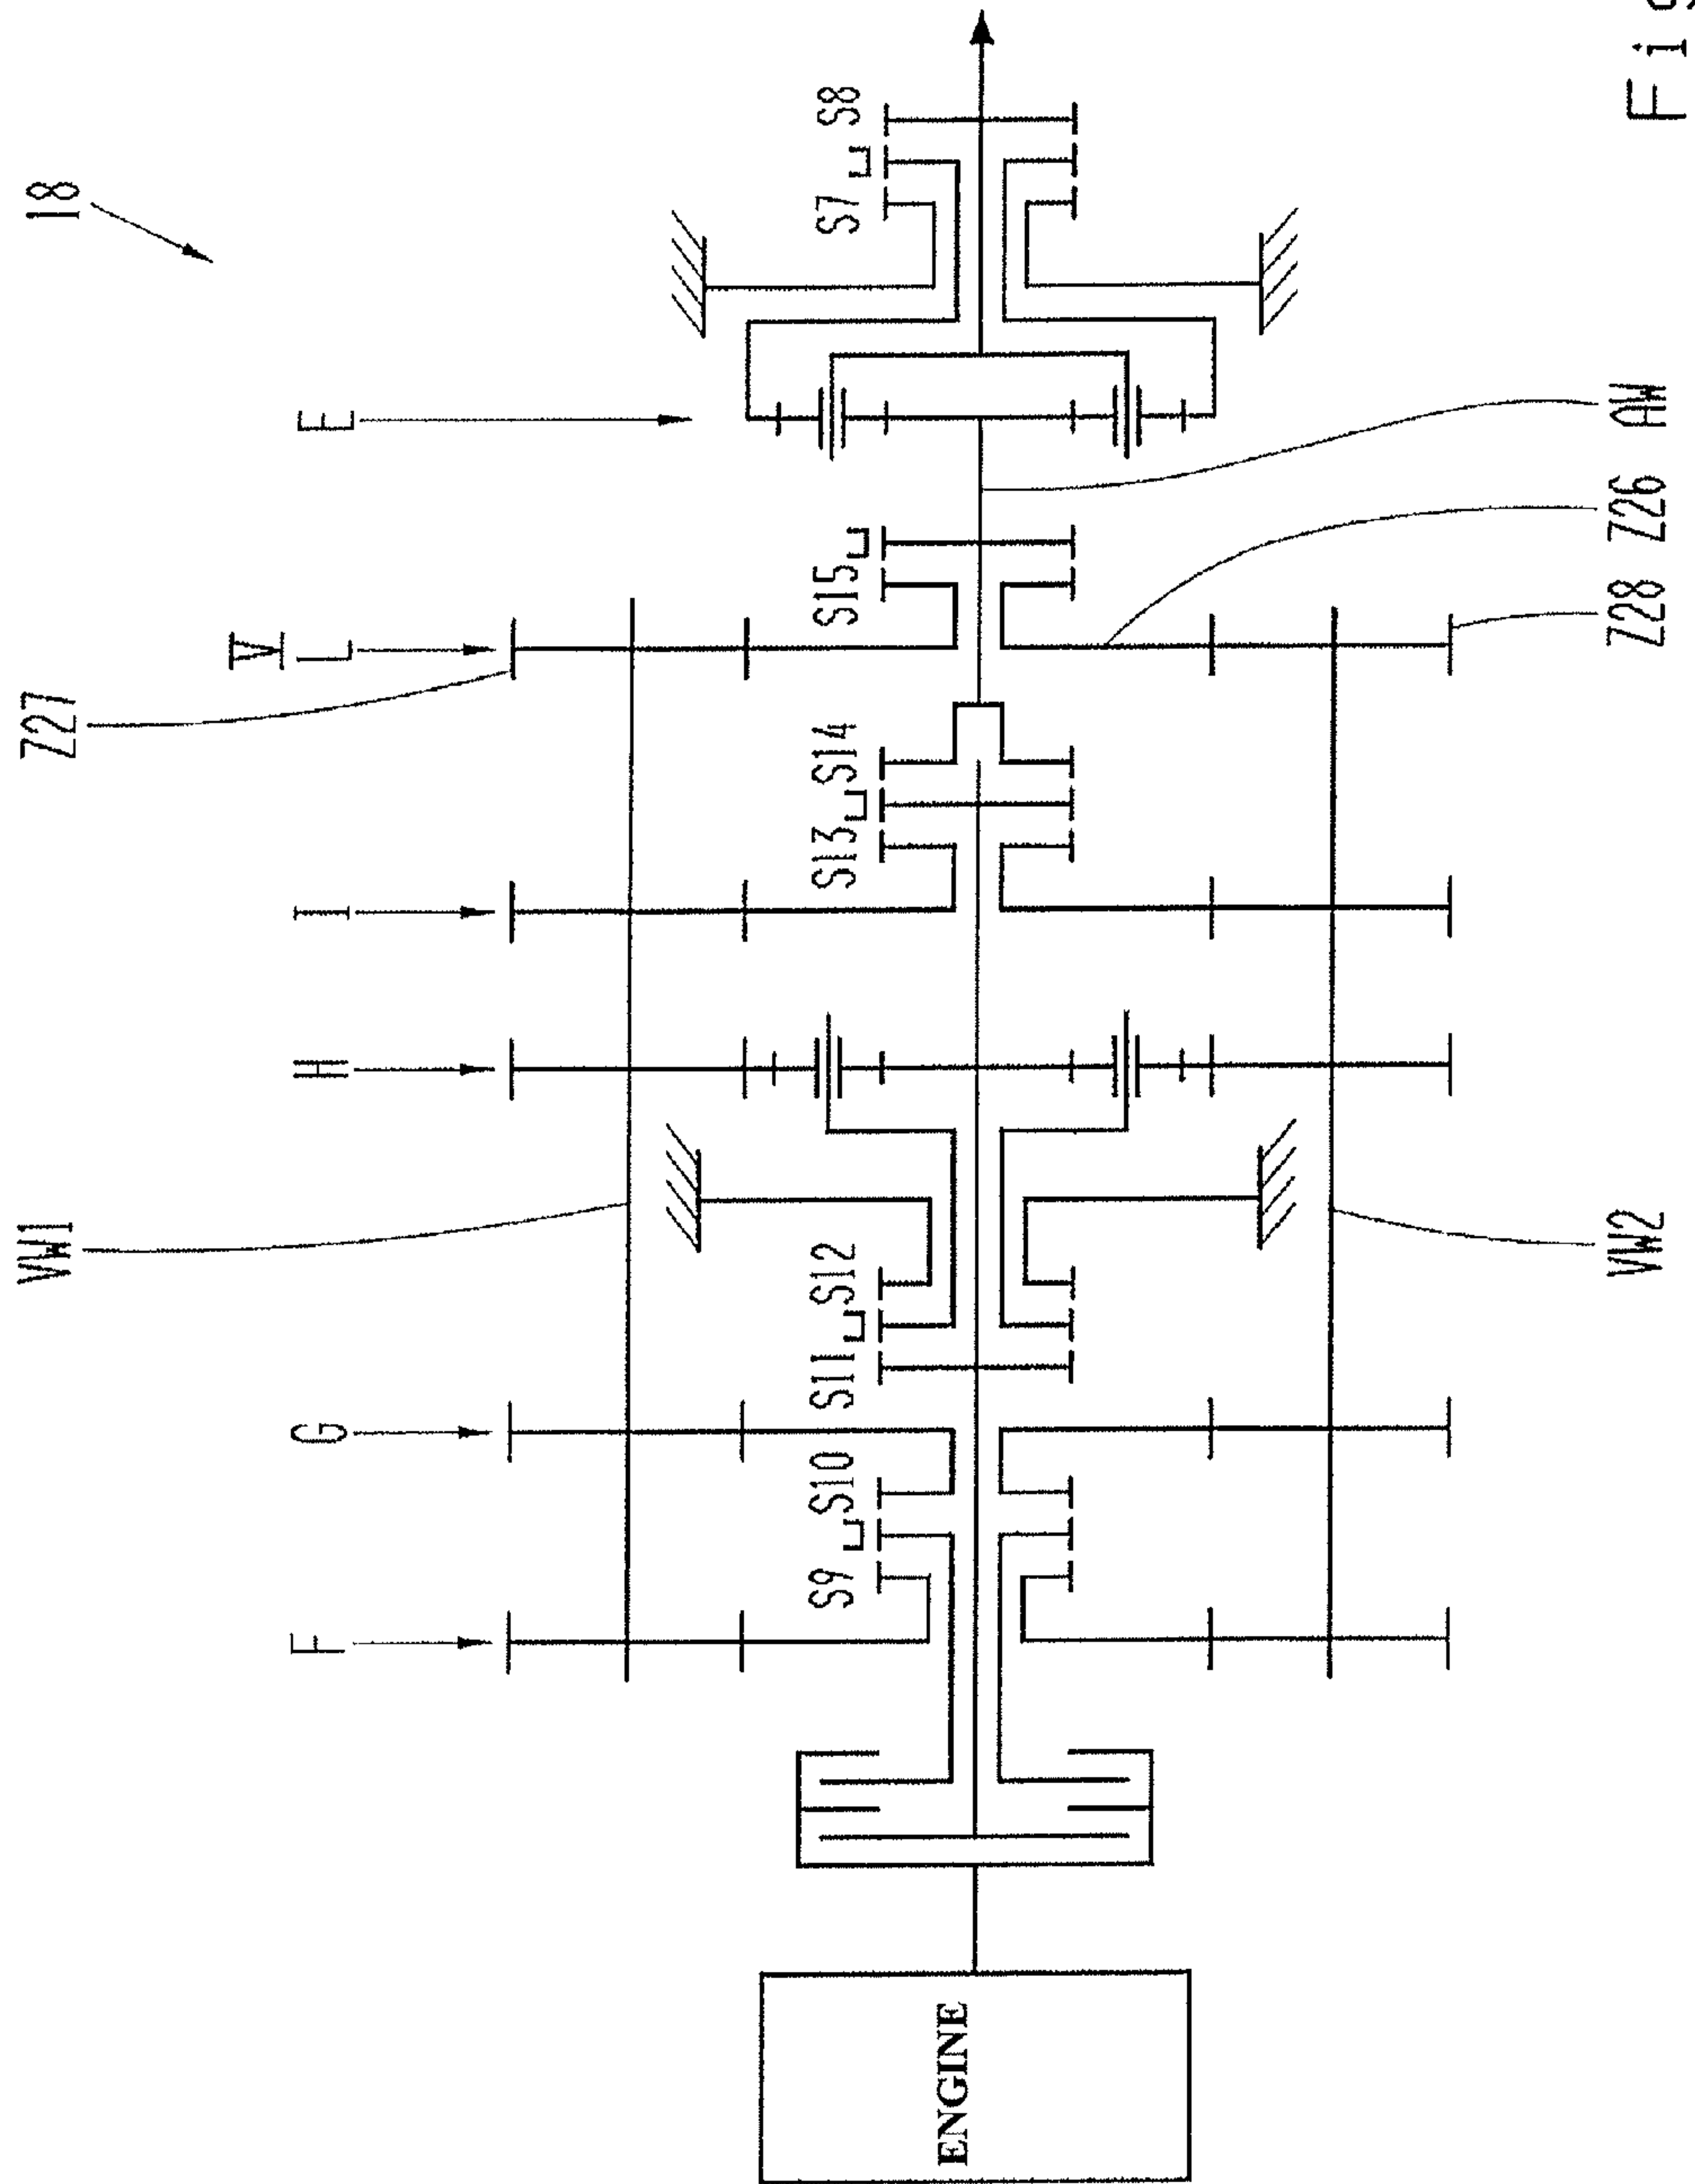 18
E
S7
S8
V
L
Z27
S15
AW
Z26
Z28
S13
S14
I
H
VW1
VW2
S11
S12
G
S9
S10
F
ENGINE